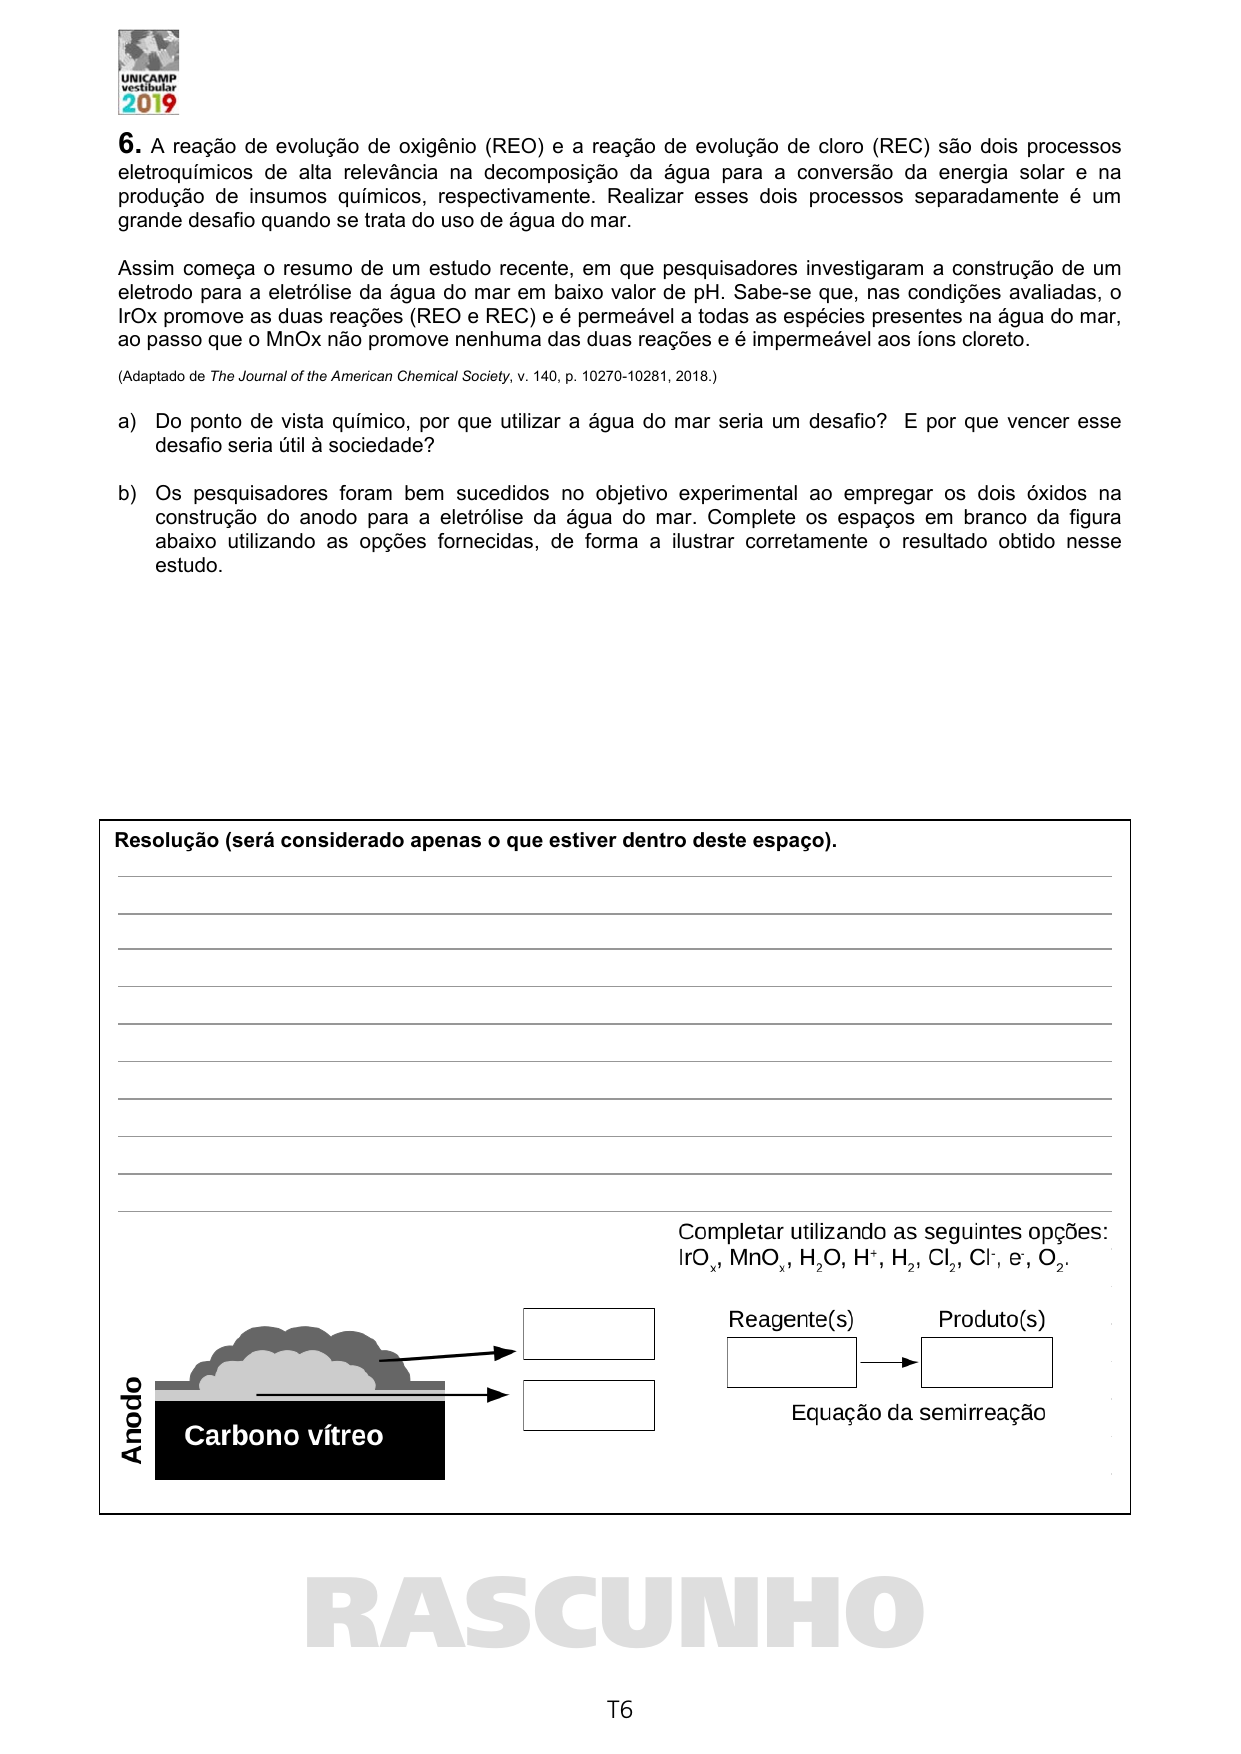 UNICAMP
vestibular
2019
6. A reação de evolução de oxigênio (REO) e a reação de evolução de cloro (REC) são dois processos
eletroquímicos de alta relevância na decomposição da água para a conversão da energia solar e na
produção de insumos químicos, respectivamente. Realizar esses dois processos separadamente é um
grande desafio quando se trata do uso de água do mar.
Assim começa o resumo de um estudo recente, em que pesquisadores investigaram a construção de um
eletrodo para a eletrólise da água do mar em baixo valor de pH. Sabe-se que, nas condições avaliadas, o
IrOx promove as duas reações (REO e REC) e é permeável a todas as espécies presentes na água do mar,
ao passo que o MnOx não promove nenhuma das duas reações e é impermeável aos íons cloreto.
(Adaptado de The Journal of the American Chemical Society, v. 140, p. 10270-10281, 2018.)
a) Do ponto de vista químico, por que utilizar a água do mar seria um desafio? E por que vencer esse
desafio seria útil à sociedade?
b) Os pesquisadores foram bem sucedidos no objetivo experimental ao empregar os dois óxidos na
construção do anodo para a eletrólise da água do mar. Complete os espaços em branco da figura
abaixo utilizando as opções fornecidas, de forma a ilustrar corretamente o resultado obtido nesse
estudo.
Resolução (será considerado apenas o que estiver dentro deste espaço).
Completar utilizando as seguintes opções:
IrOₓ, MnOₓ, H₂O, H⁺, H₂, Cl₂, Cl⁻, e⁻, O₂.
Reagente(s) Produto(s)
Equação da semirreação
Anodo
Carbono vítreo
RASCUNHO
T6